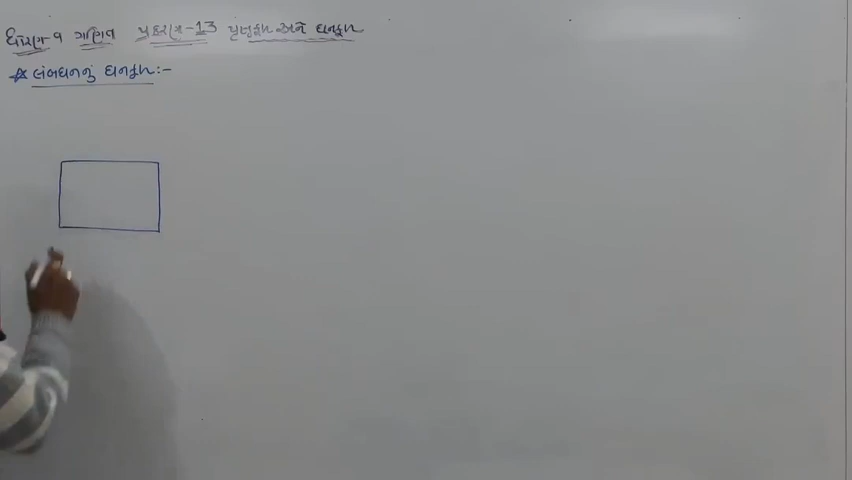 ધોરણ-૧ ગણિત પ્રકરણ-13 પૃષ્ઠફળ અને ઘનફળ
☆ લંબઘનનું ઘનફળ :-